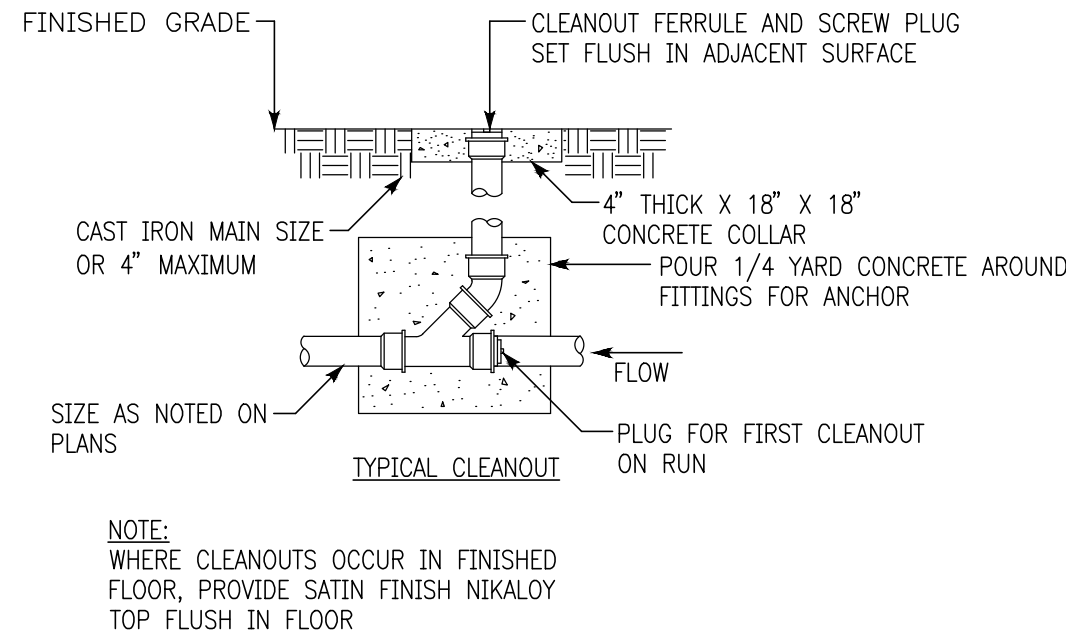 FINISHED GRADE
CLEANOUT FERRULE AND SCREW PLUG
SET FLUSH IN ADJACENT SURFACE
CAST IRON MAIN SIZE
OR 4" MAXIMUM
4" THICK X 18" X 18"
CONCRETE COLLAR
POUR 1/4 YARD CONCRETE AROUND
FITTINGS FOR ANCHOR
FLOW
SIZE AS NOTED ON
PLANS
PLUG FOR FIRST CLEANOUT
ON RUN
TYPICAL CLEANOUT
NOTE:
WHERE CLEANOUTS OCCUR IN FINISHED
FLOOR, PROVIDE SATIN FINISH NIKALOY
TOP FLUSH IN FLOOR